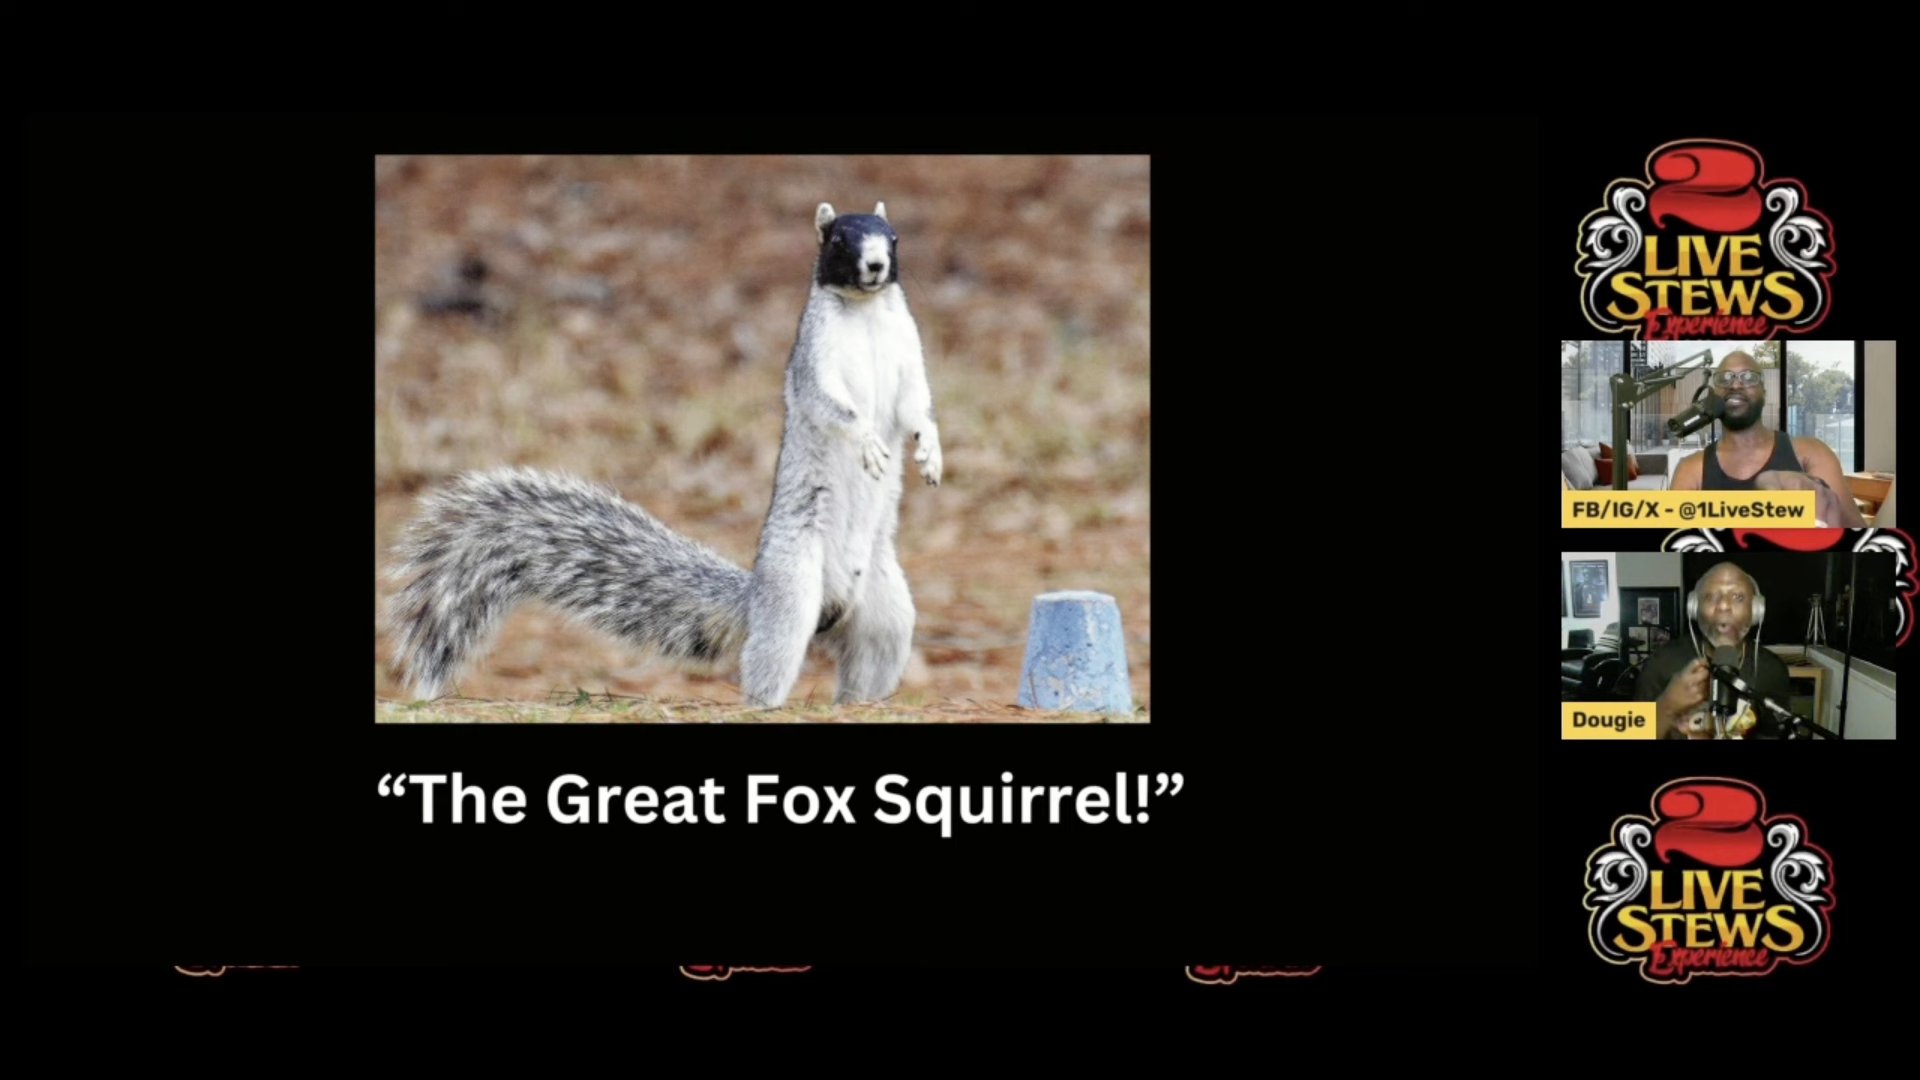 “The Great Fox Squirrel!”
2
LIVE
STEWS
Experience
FB/IG/X - @1LiveStew
Dougie
2
LIVE
STEWS
Experience